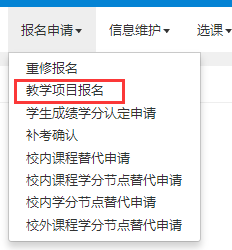 报名申请 信息维护 选课
重修报名
教学项目报名
学生成绩学分认定申请
补考确认
校内课程替代申请
校内课程学分节点替代申请
校内学分节点替代申请
校外课程学分节点替代申请